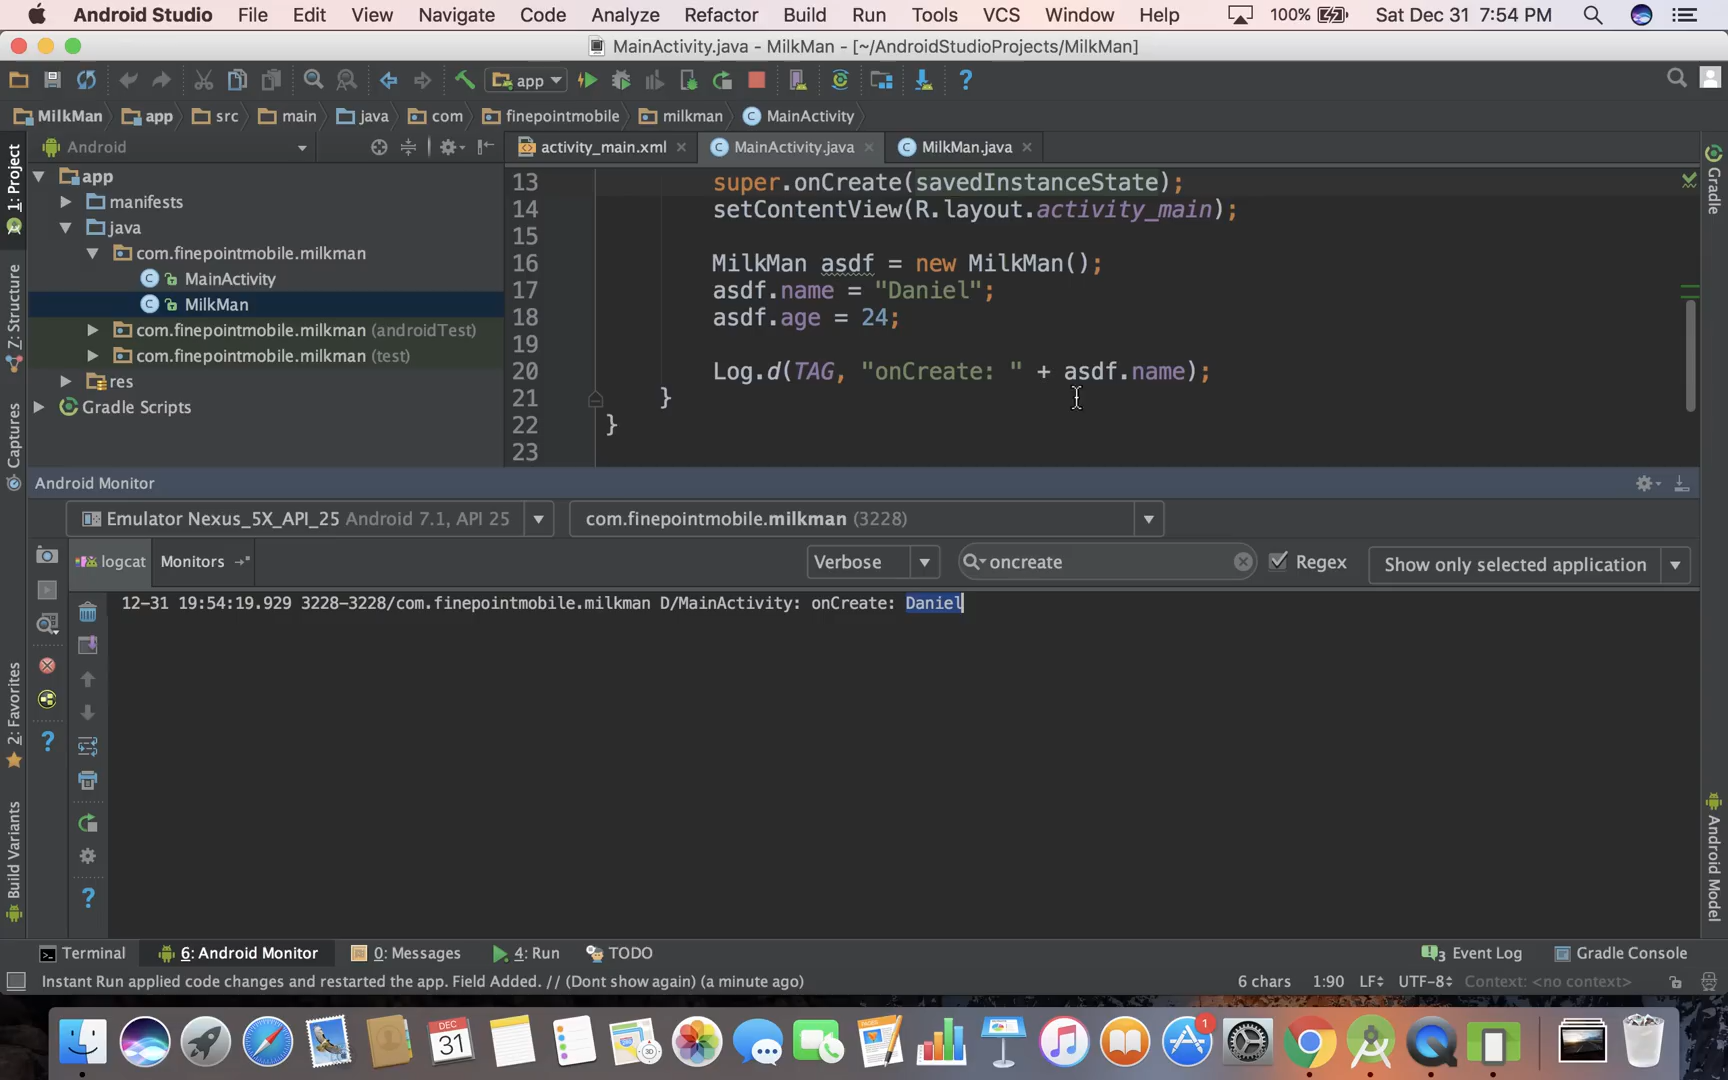 Android Studio File Edit View Navigate Code Analyze Refactor Build Run Tools VCS Window Help 100% Sat Dec 31 7:54 PM
MainActivity.java - MilkMan - [~/AndroidStudioProjects/MilkMan]
app
MilkMan app src main java com finepointmobile milkman MainActivity
Android
activity_main.xml MainActivity.java MilkMan.java
1: Project
Z: Structure
Captures
2: Favorites
Build Variants
app
manifests
java
com.finepointmobile.milkman
MainActivity
MilkMan
com.finepointmobile.milkman (androidTest)
com.finepointmobile.milkman (test)
res
Gradle Scripts
13 super.onCreate(savedInstanceState);
14 setContentView(R.layout.activity_main);
15
16 MilkMan asdf = new MilkMan();
17 asdf.name = "Daniel";
18 asdf.age = 24;
19
20 Log.d(TAG, "onCreate: " + asdf.name);
21 }
22 }
23
Gradle
Android Model
Android Monitor
Emulator Nexus_5X_API_25 Android 7.1, API 25 com.finepointmobile.milkman (3228)
logcat Monitors Verbose oncreate Regex Show only selected application
12-31 19:54:19.929 3228-3228/com.finepointmobile.milkman D/MainActivity: onCreate: Daniel
Terminal 6: Android Monitor 0: Messages 4: Run TODO 3 Event Log Gradle Console
Instant Run applied code changes and restarted the app. Field Added. // (Dont show again) (a minute ago) 6 chars 1:90 LF UTF-8 Context: <no context>
DEC
31
1